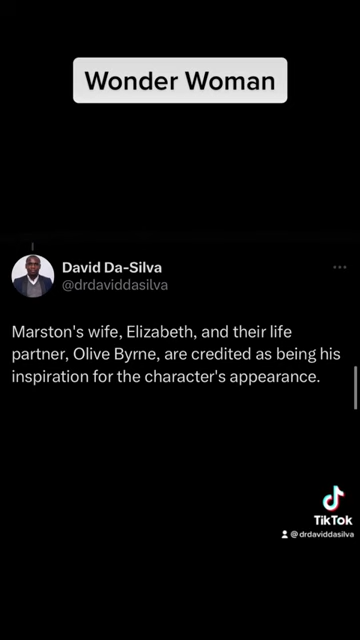 Wonder Woman
David Da-Silva
@drdaviddasilva
Marston's wife, Elizabeth, and their life
partner, Olive Byrne, are credited as being his
inspiration for the character's appearance.
TikTok
@drdaviddasilva